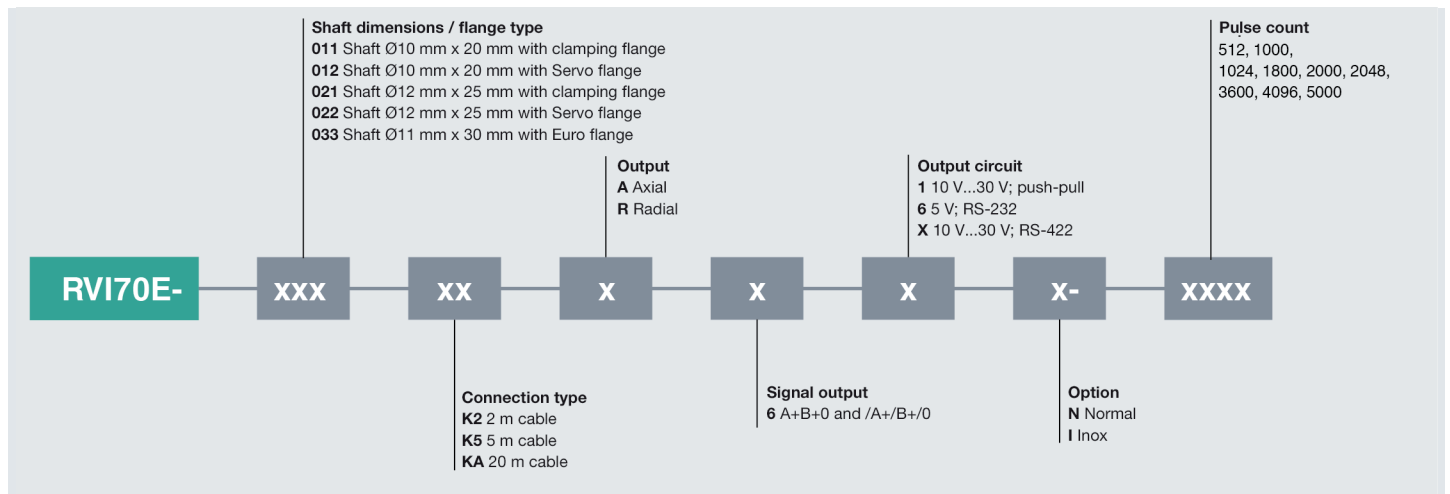 Shaft dimensions / flange type
011 Shaft Ø10 mm x 20 mm with clamping flange
012 Shaft Ø10 mm x 20 mm with Servo flange
021 Shaft Ø12 mm x 25 mm with clamping flange
022 Shaft Ø12 mm x 25 mm with Servo flange
033 Shaft Ø11 mm x 30 mm with Euro flange
Pulse count
512, 1000,
1024, 1800, 2000, 2048,
3600, 4096, 5000
Output
A Axial
R Radial
Output circuit
1 10 V...30 V; push-pull
6 5 V; RS-232
X 10 V...30 V; RS-422
RVI70E- xxx xx x x x x- xxxx
Connection type
K2 2 m cable
K5 5 m cable
KA 20 m cable
Signal output
6 A+B+0 and /A+/B+/0
Option
N Normal
I Inox